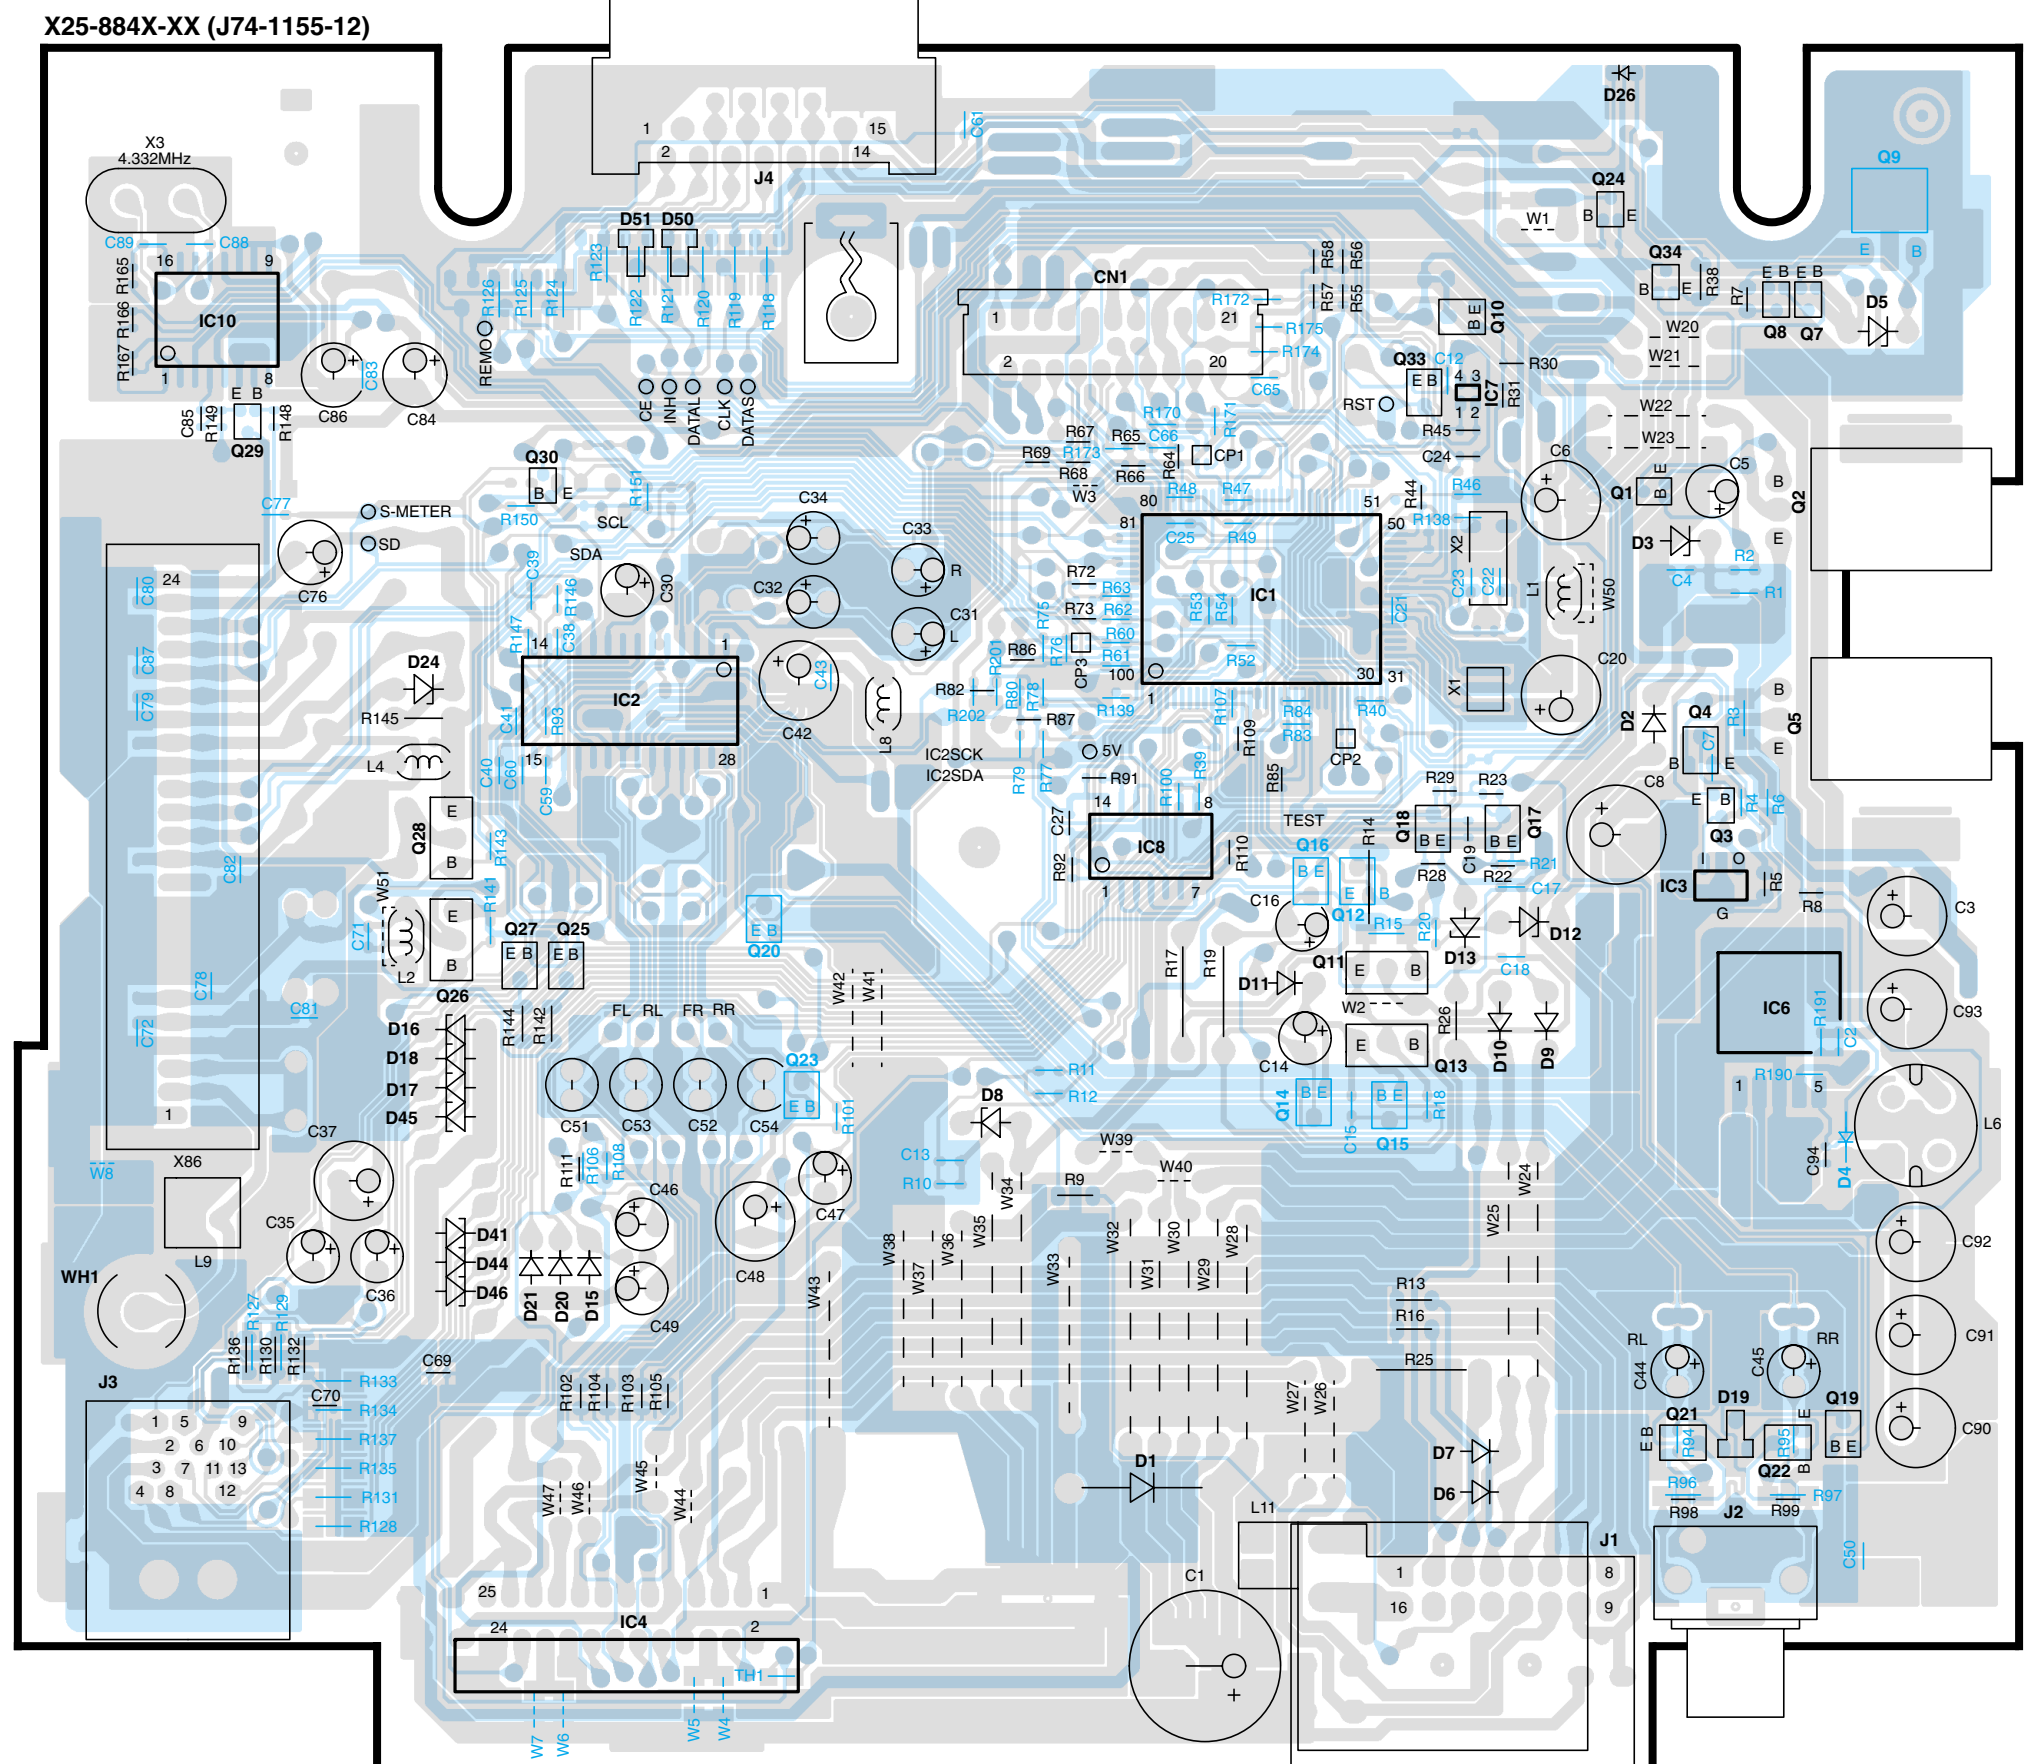 X25-884X-XX (J74-1155-12)
D26
C61
1 15
2 14
J4
X3
4.332MHz
Q9
E B
Q24
B E
W1
C89 C88
16 9
IC10
1 8
R165
R166
R167
D51 D50
R123
R126 R125 R124
R122 R121 R120 R119 R118
REMO
CE INH DATAL CLK DATAS
CN1
1 21
2 20
R172
R175
R174
C65
R58 R56
R57 R55
B E
Q10
Q34
B E
R38
R7
E B E B
Q8 Q7
D5
W20
W21
W22
W23
C86 C83 C84
E B
C85 R149 R148
Q29
Q33
E B
C12
4 3
IC7
1 2
R30
R31
RST
R45
C24
R170
C66
R171
R67 R65
R173
R69
R68 R66
R64
CP1
W3
R48 R47
R46
R44
R138
C6
E
Q1
B
C5
B
Q2
E
D3
C4
R2
R1
Q30
B E
R151
R150
SCL
SDA
C77
S-METER
SD
C76
C34
C33
R
C32
C31
L
C30
C39
R146
R147
C38
80 51
81 50
C25 R49
IC1
R53 R54
R52
100 30
1 31
X2
C23 C22
C21
L1
W50
R72
R63
R73
R62
R60
R61
R75
R76
CP3
R86
R201
R82
R80 R78
R202
R87
R139
R107
R84
R83
R40
X1
C20
C80
24
C87
C79
D24
R145
L4
14 1
IC2
15 28
C41 R93
C40 C60 C59
C43
C42
L8
IC2SCK
IC2SDA
R79 R77
5V
R91
R109
R39
R100
R85
CP2
D2
Q4
C7
B E
R3
B
Q5
E
C8
E B
Q3
R4 R6
I O
IC3
G
R5
R8
Q28
E
B
R143
C82
R141
W51
C71
L2
E
B
Q26
Q27 Q25
E B E B
E B
Q20
C27
14 8
IC8
1 7
R92
R110
TEST
Q16
B E
R14
E B
Q12
Q18
B E
R29 R23
C19
B E
Q17
R28 R22
R21
C17
C16
R15
R20
D13
D12
C18
Q11
E B
W2
D11
R17 R19
C14
E B
Q13
R26
D10
D9
C3
IC6
C93
R191
C2
1 5
R190
C78
C81
C72
1
D16
D18
D17
D45
R144 R142
FL RL FR RR
C51 C53 C52 C54
Q23
E B
R101
W42 W41
R11
R12
D8
Q14
B E
C15
B E
Q15
R18
L6
D4
C94
C37
X86
W8
L9
C35
C36
WH1
D41
D44
D46
R111 R106 R108
C46
C47
C48
C49
D21 D20 D15
C13
R10
W34
W35
W39
W40
R9
W38 W37 W36
W33
W32 W31 W30 W29 W28
W24
W25
W43
C92
C91
C90
R127 R129
R136 R130 R132
J3
R133
C70
R134
R137
R135
R131
R128
C69
1 5 9
2 6 10
3 7 11 13
4 8 12
R102 R104 R103 R105
W47 W46
W45
W44
R13
R16
R25
W27 W26
D7
D6
D1
RL RR
C44 C45
Q21
E B
R94
D19
E
R95
Q22
B
Q19
B E
R96 R97
R98 R99
J2
C50
25 1
24 2
IC4
TH1
W7 W6 W5 W4
C1
L11
J1
1 8
16 9